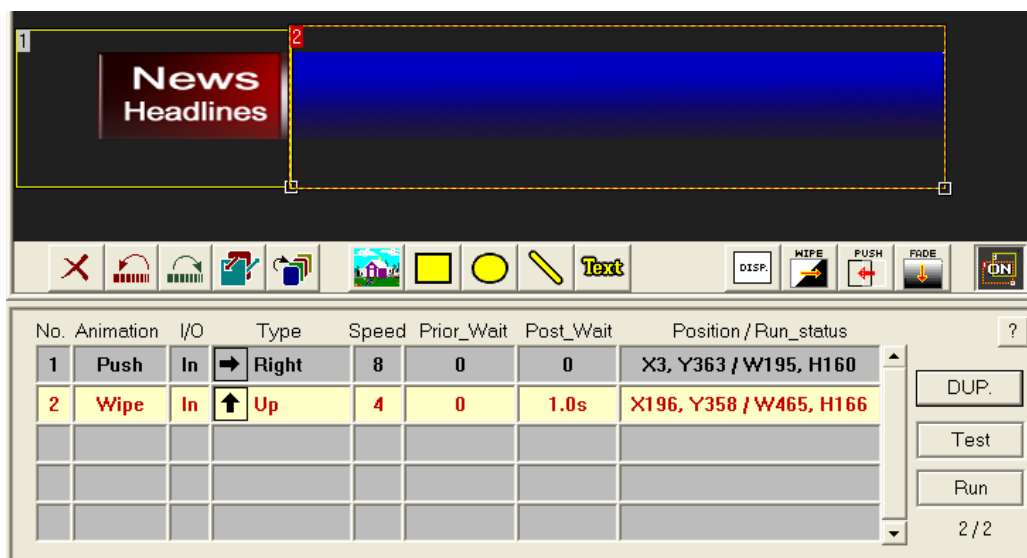 1
2
News
Headlines
Text
DISP.
WIPE
PUSH
FADE
ON
No. Animation I/O Type Speed Prior_Wait Post_Wait Position / Run_status ?
1 Push In Right 8 0 0 X3, Y363 / W195, H160
DUP.
2 Wipe In Up 4 0 1.0s X196, Y358 / W465, H166
Test
Run
2 / 2